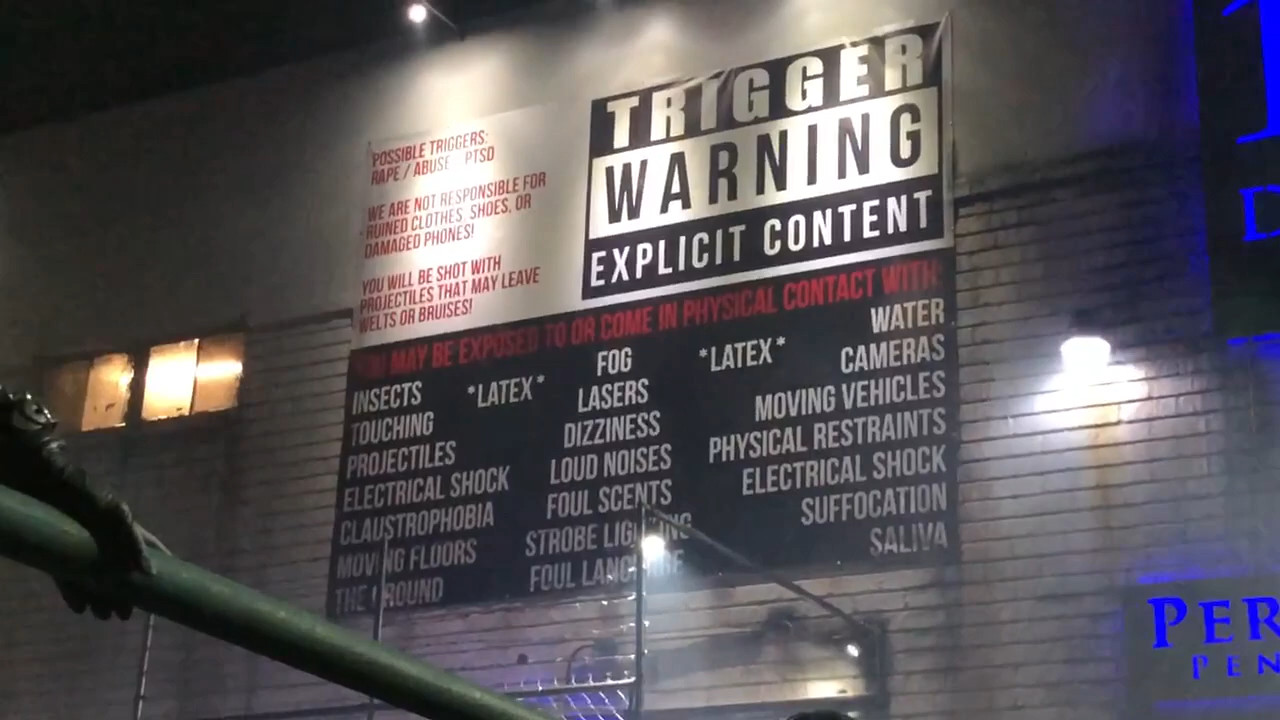 TRIGGER
WARNING
EXPLICIT CONTENT
POSSIBLE TRIGGERS:
RAPE / ABUSE PTSD
WE ARE NOT RESPONSIBLE FOR
RUINED CLOTHES, SHOES, OR
DAMAGED PHONES!
YOU WILL BE SHOT WITH
PROJECTILES THAT MAY LEAVE
WELTS OR BRUISES!
YOU MAY BE EXPOSED TO OR COME IN PHYSICAL CONTACT WITH:
INSECTS
TOUCHING
PROJECTILES
ELECTRICAL SHOCK
CLAUSTROPHOBIA
MOVING FLOORS
THE GROUND
*LATEX*
FOG
LASERS
DIZZINESS
LOUD NOISES
FOUL SCENTS
STROBE LIGHTING
FOUL LANGUAGE
*LATEX*
WATER
CAMERAS
MOVING VEHICLES
PHYSICAL RESTRAINTS
ELECTRICAL SHOCK
SUFFOCATION
SALIVA
PER
PEN